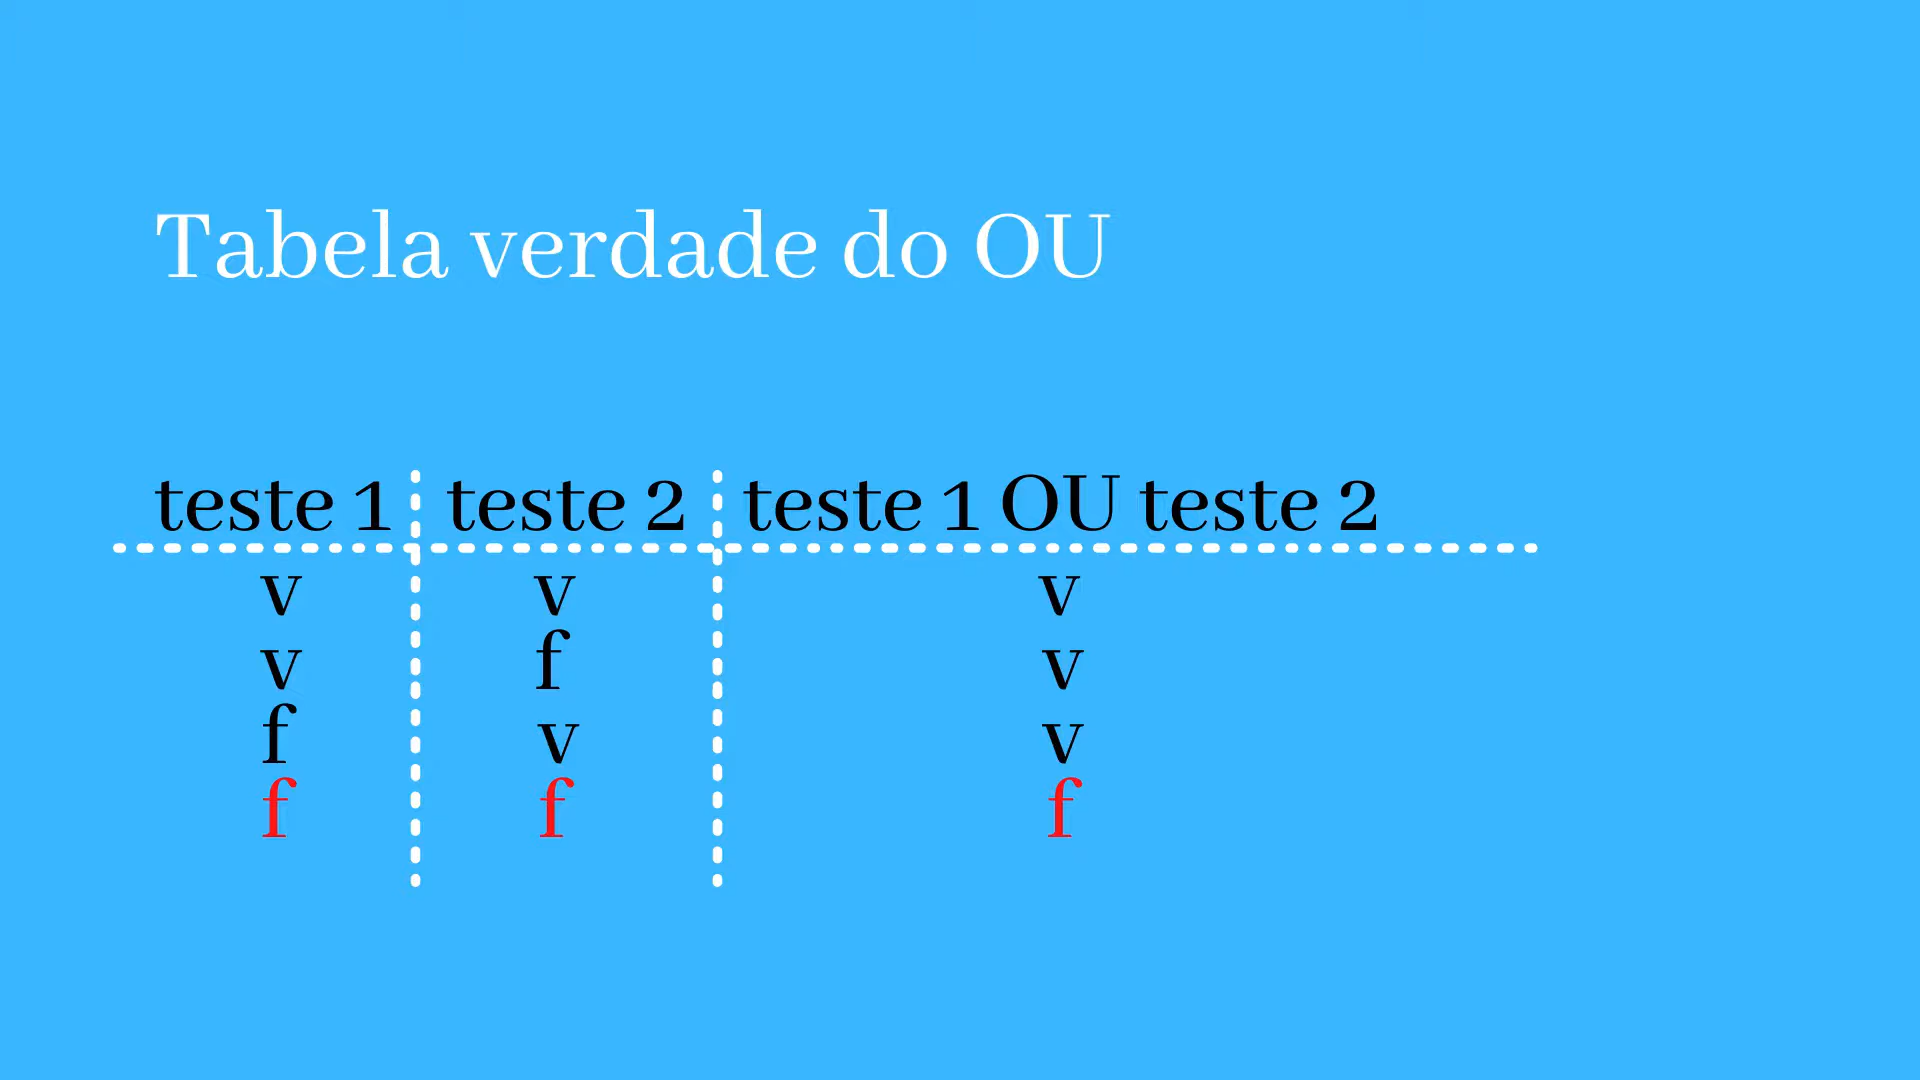 Tabela verdade do OU
teste 1 teste 2 teste 1 OU teste 2
v v v
v f v
f v v
f f f